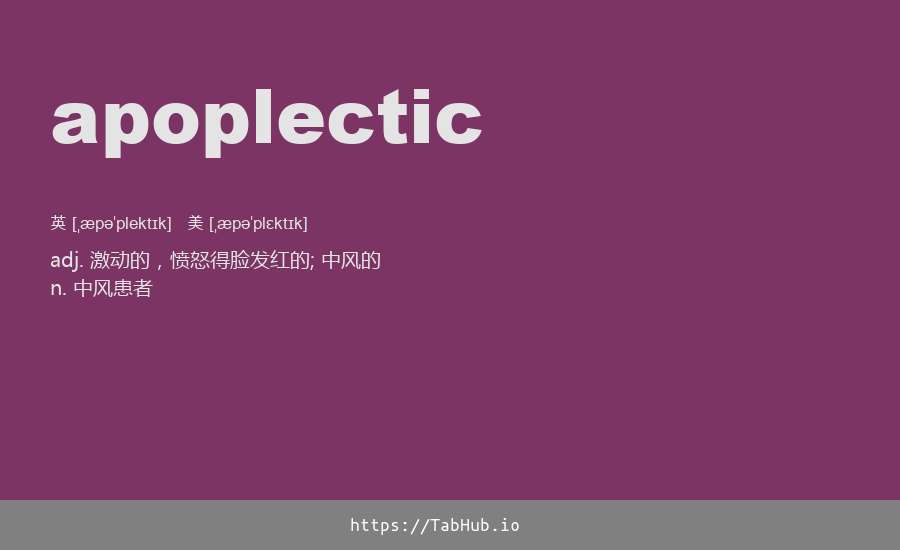 apoplectic
英 [ˌæpəˈplektɪk] 美 [ˌæpəˈplɛktɪk]
adj. 激动的，愤怒得脸发红的; 中风的
n. 中风患者
https://TabHub.io